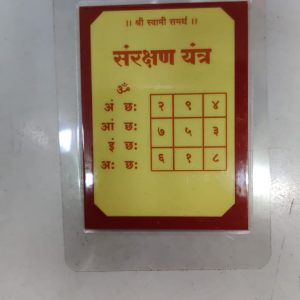 ।। श्री स्वामी समर्थ ।।
संरक्षण यंत्र
ॐ
अं छः २ ९ ४
आं छः ७ ५ ३
इं छः
अः छः ६ १ ८